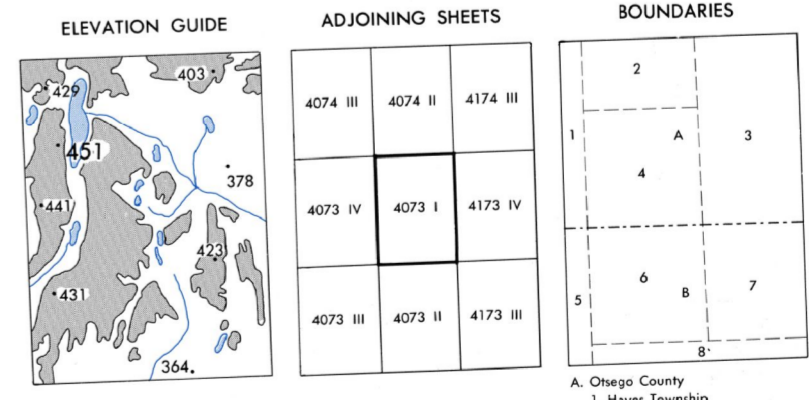 ELEVATION GUIDE
403
429
451
378
441
423
431
364
ADJOINING SHEETS
4074 III 4074 II 4174 III
4073 IV 4073 I 4173 IV
4073 III 4073 II 4173 III
BOUNDARIES
2
1 A 3
4
6
5 B 7
8
A. Otsego County
1. Hayes Township